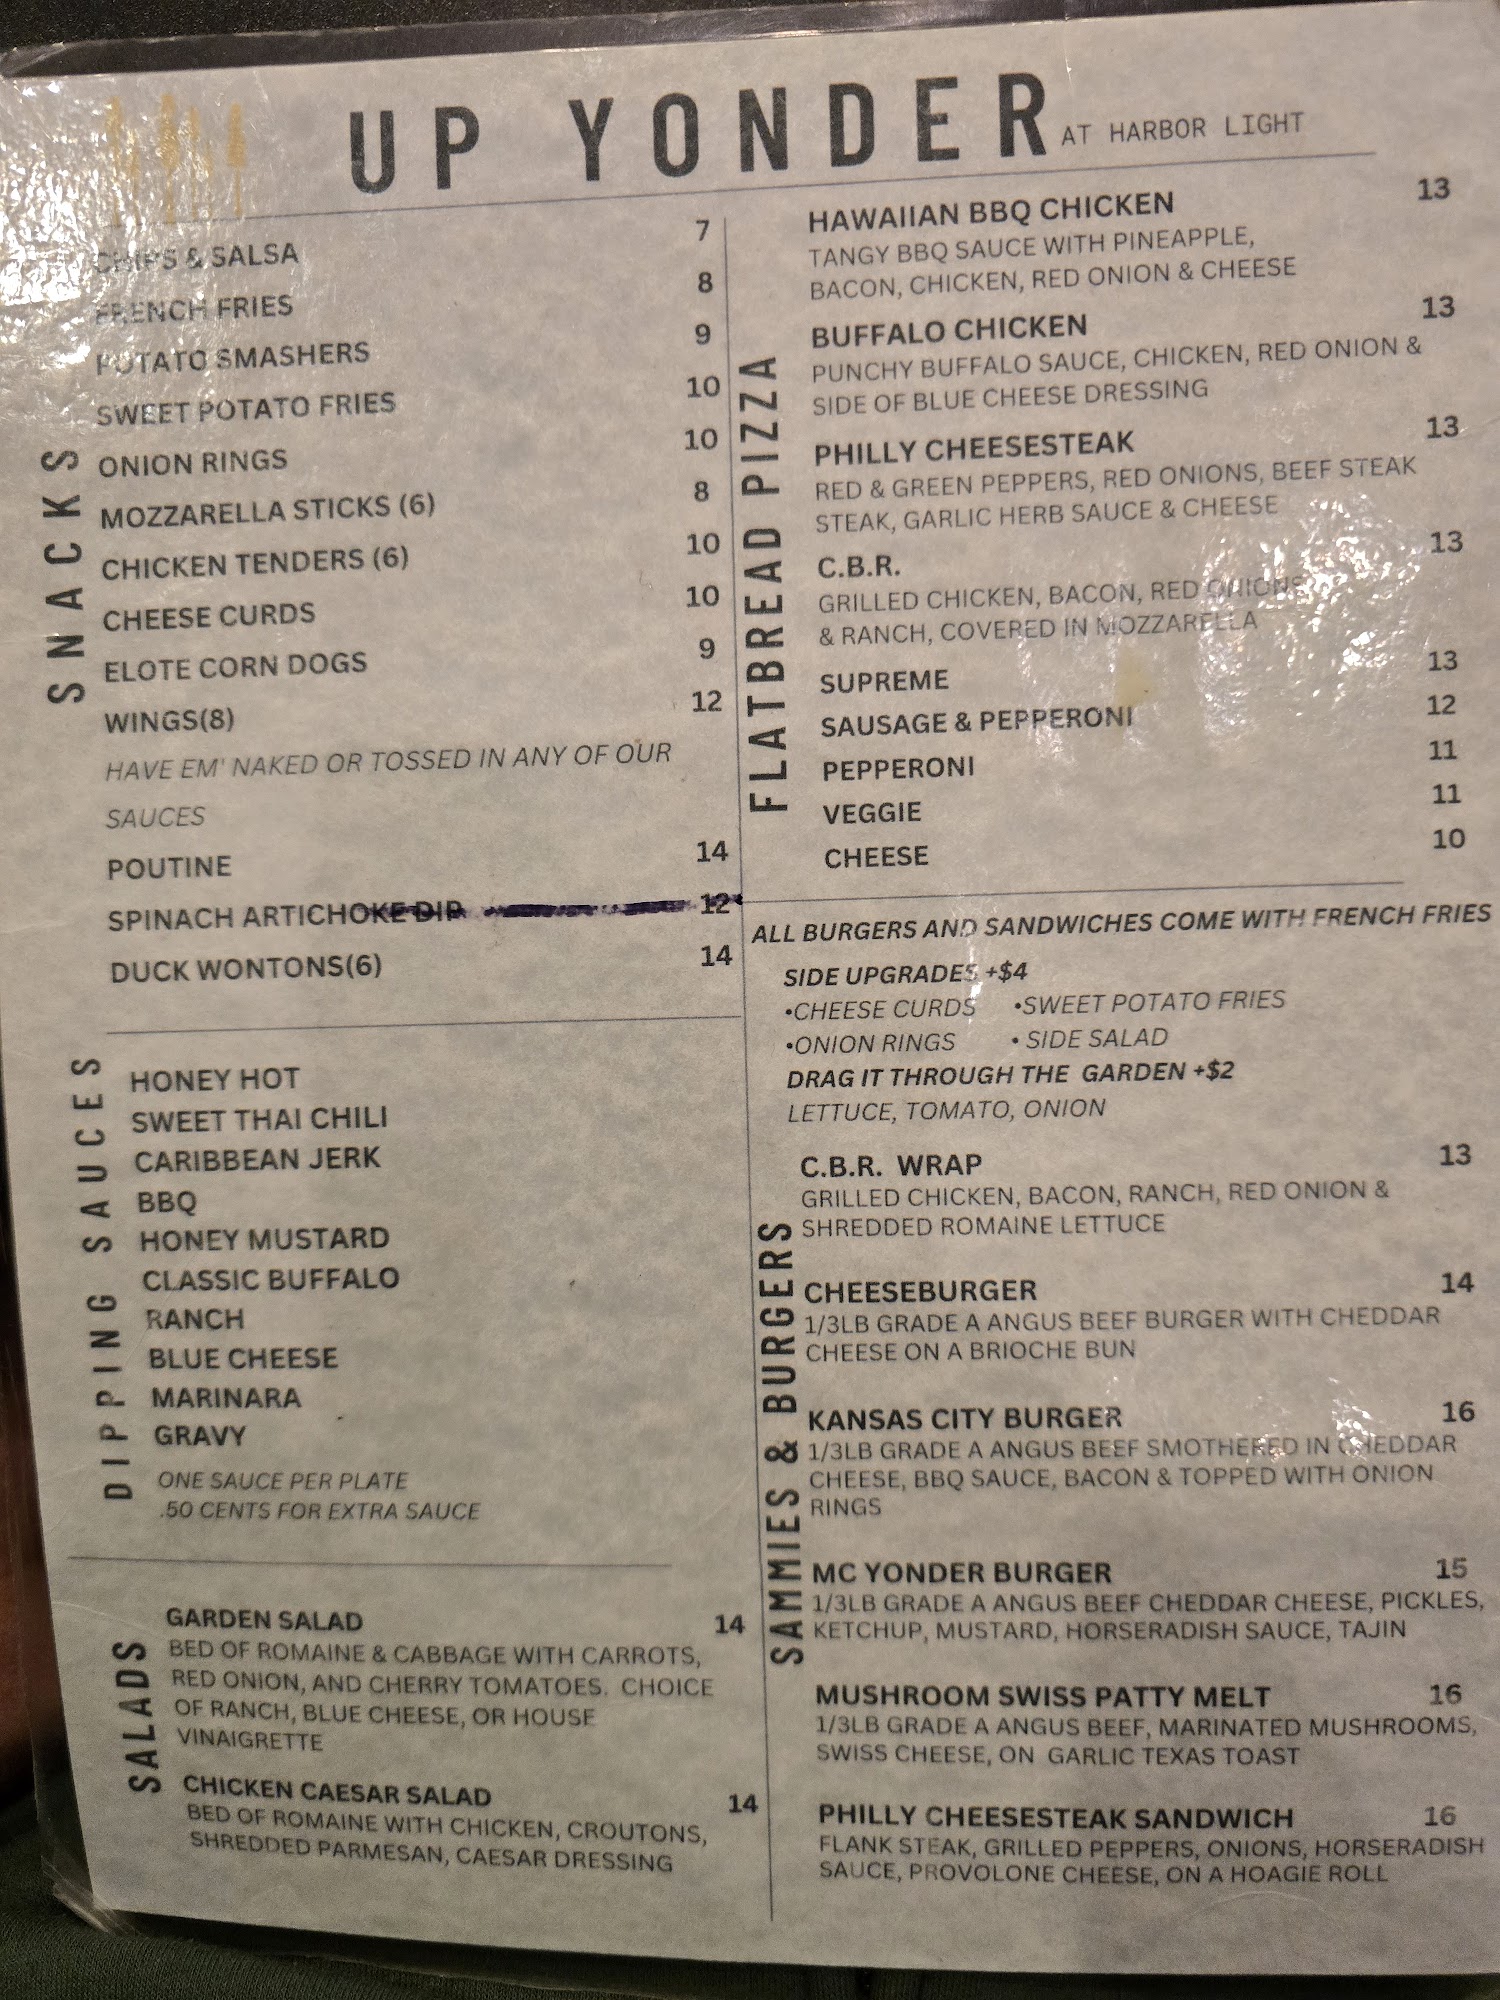 UP YONDER AT HARBOR LIGHT
SNACKS
CHIPS & SALSA 7
FRENCH FRIES 8
POTATO SMASHERS 9
SWEET POTATO FRIES 10
ONION RINGS 10
MOZZARELLA STICKS (6) 8
CHICKEN TENDERS (6) 10
CHEESE CURDS 10
ELOTE CORN DOGS 9
WINGS(8) 12
HAVE EM' NAKED OR TOSSED IN ANY OF OUR
SAUCES
POUTINE 14
SPINACH ARTICHOKE DIP 12
DUCK WONTONS(6) 14
DIPPING SAUCES
HONEY HOT
SWEET THAI CHILI
CARIBBEAN JERK
BBQ
HONEY MUSTARD
CLASSIC BUFFALO
RANCH
BLUE CHEESE
MARINARA
GRAVY
ONE SAUCE PER PLATE
.50 CENTS FOR EXTRA SAUCE
SALADS
GARDEN SALAD 14
BED OF ROMAINE & CABBAGE WITH CARROTS,
RED ONION, AND CHERRY TOMATOES. CHOICE
OF RANCH, BLUE CHEESE, OR HOUSE
VINAIGRETTE
CHICKEN CAESAR SALAD 14
BED OF ROMAINE WITH CHICKEN, CROUTONS,
SHREDDED PARMESAN, CAESAR DRESSING
FLATBREAD PIZZA
HAWAIIAN BBQ CHICKEN 13
TANGY BBQ SAUCE WITH PINEAPPLE,
BACON, CHICKEN, RED ONION & CHEESE
BUFFALO CHICKEN 13
PUNCHY BUFFALO SAUCE, CHICKEN, RED ONION &
SIDE OF BLUE CHEESE DRESSING
PHILLY CHEESESTEAK 13
RED & GREEN PEPPERS, RED ONIONS, BEEF STEAK
STEAK, GARLIC HERB SAUCE & CHEESE
C.B.R. 13
GRILLED CHICKEN, BACON, RED ONIONS
& RANCH, COVERED IN MOZZARELLA
SUPREME 13
SAUSAGE & PEPPERONI 12
PEPPERONI 11
VEGGIE 11
CHEESE 10
ALL BURGERS AND SANDWICHES COME WITH FRENCH FRIES
SIDE UPGRADES +$4
•CHEESE CURDS •SWEET POTATO FRIES
•ONION RINGS • SIDE SALAD
DRAG IT THROUGH THE GARDEN +$2
LETTUCE, TOMATO, ONION
SAMMIES & BURGERS
C.B.R. WRAP 13
GRILLED CHICKEN, BACON, RANCH, RED ONION &
SHREDDED ROMAINE LETTUCE
CHEESEBURGER 14
1/3LB GRADE A ANGUS BEEF BURGER WITH CHEDDAR
CHEESE ON A BRIOCHE BUN
KANSAS CITY BURGER 16
1/3LB GRADE A ANGUS BEEF SMOTHERED IN CHEDDAR
CHEESE, BBQ SAUCE, BACON & TOPPED WITH ONION
RINGS
MC YONDER BURGER 15
1/3LB GRADE A ANGUS BEEF CHEDDAR CHEESE, PICKLES,
KETCHUP, MUSTARD, HORSERADISH SAUCE, TAJIN
MUSHROOM SWISS PATTY MELT 16
1/3LB GRADE A ANGUS BEEF, MARINATED MUSHROOMS,
SWISS CHEESE, ON GARLIC TEXAS TOAST
PHILLY CHEESESTEAK SANDWICH 16
FLANK STEAK, GRILLED PEPPERS, ONIONS, HORSERADISH
SAUCE, PROVOLONE CHEESE, ON A HOAGIE ROLL